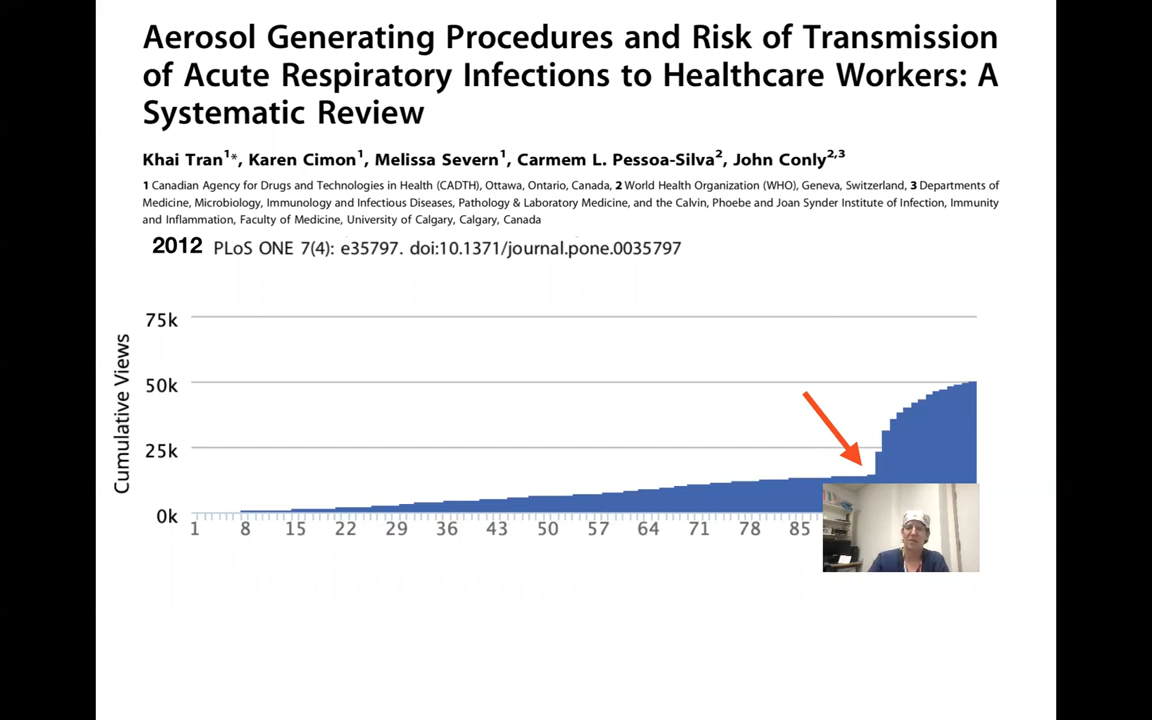 Aerosol Generating Procedures and Risk of Transmission
of Acute Respiratory Infections to Healthcare Workers: A
Systematic Review
Khai Tran1*, Karen Cimon1, Melissa Severn1, Carmem L. Pessoa-Silva2, John Conly2,3
1 Canadian Agency for Drugs and Technologies in Health (CADTH), Ottawa, Ontario, Canada, 2 World Health Organization (WHO), Geneva, Switzerland, 3 Departments of
Medicine, Microbiology, Immunology and Infectious Diseases, Pathology & Laboratory Medicine, and the Calvin, Phoebe and Joan Synder Institute of Infection, Immunity
and Inflammation, Faculty of Medicine, University of Calgary, Calgary, Canada
2012 PLoS ONE 7(4): e35797. doi:10.1371/journal.pone.0035797
75k
Cumulative Views
50k
25k
0k
1 8 15 22 29 36 43 50 57 64 71 78 85